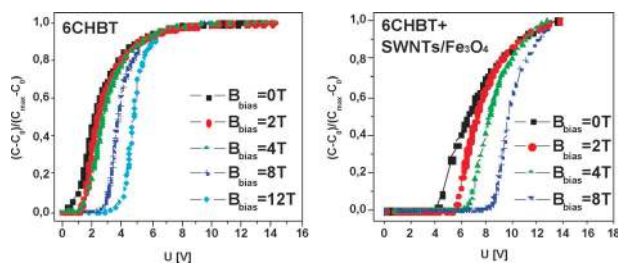 6CHBT
(C-C₀)/(Cₘₐₓ-C₀)
1,0
0,8
0,6
0,4
0,2
0,0
B_bias=0T
B_bias=2T
B_bias=4T
B_bias=8T
B_bias=12T
0 2 4 6 8 10 12 14 16
U [V]
6CHBT+
SWNTs/Fe₃O₄
(C-C₀)/(Cₘₐₓ-C₀)
1,0
0,8
0,6
0,4
0,2
0,0
B_bias=0T
B_bias=2T
B_bias=4T
B_bias=8T
0 2 4 6 8 10 12 14 16 18
U [V]